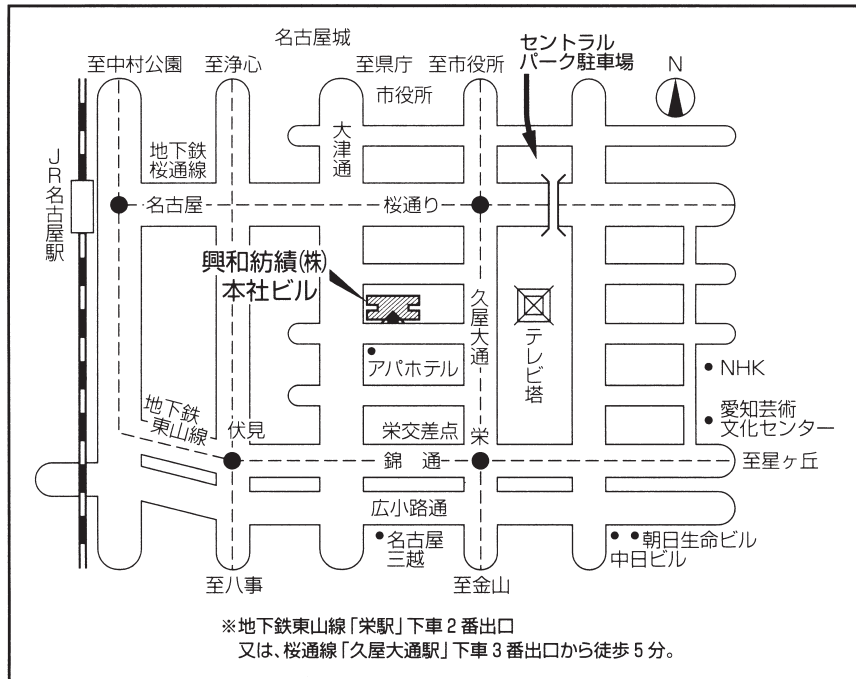 名古屋城
セントラル
パーク駐車場
至中村公園
至浄心
至県庁
至市役所
市役所
N
地下鉄
桜通線
大津通
JR名古屋駅
名古屋
桜通り
興和紡績(株)
本社ビル
久屋大通
テレビ塔
アパホテル
NHK
愛知芸術
文化センター
地下鉄
東山線
伏見
栄交差点
栄
錦通
至星ヶ丘
広小路通
名古屋
三越
朝日生命ビル
中日ビル
至八事
至金山
※地下鉄東山線「栄駅」下車2番出口
又は、桜通線「久屋大通駅」下車3番出口から徒歩5分。